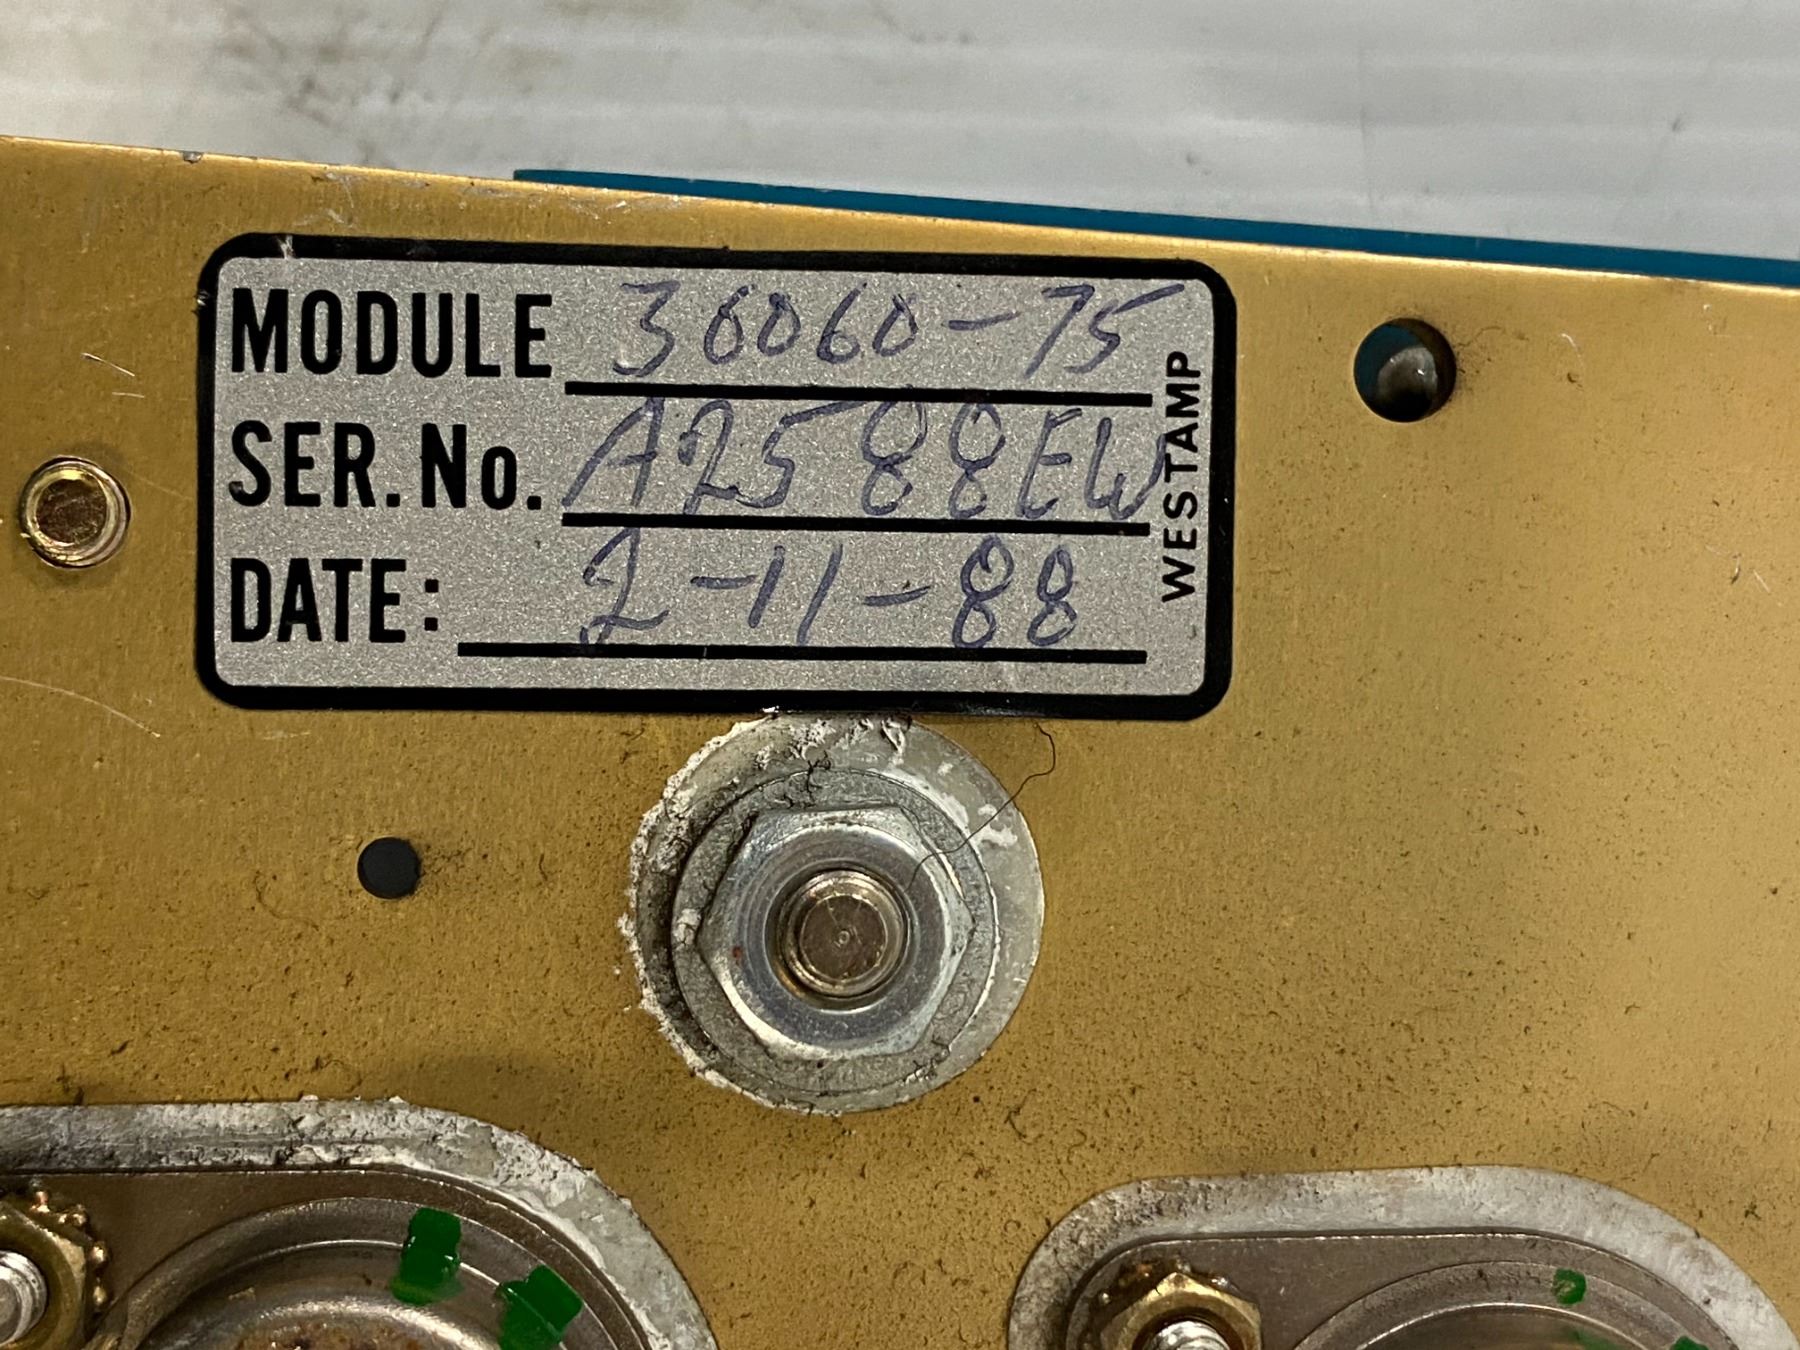 MODULE 36060-75
SER. No. A2588EW
DATE: 2-11-88
WESTAMP